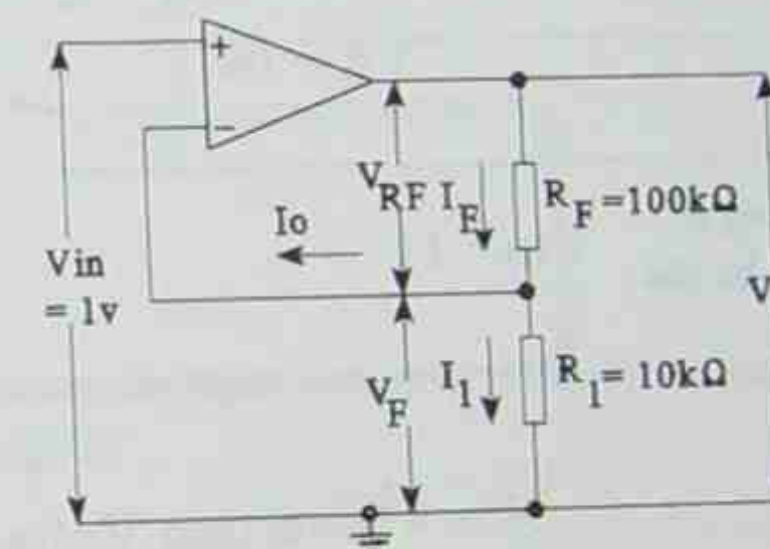 +
−
V RF
I F
R F = 100kΩ
Io
Vin
= 1v
V
V F
I 1
R 1 = 10kΩ